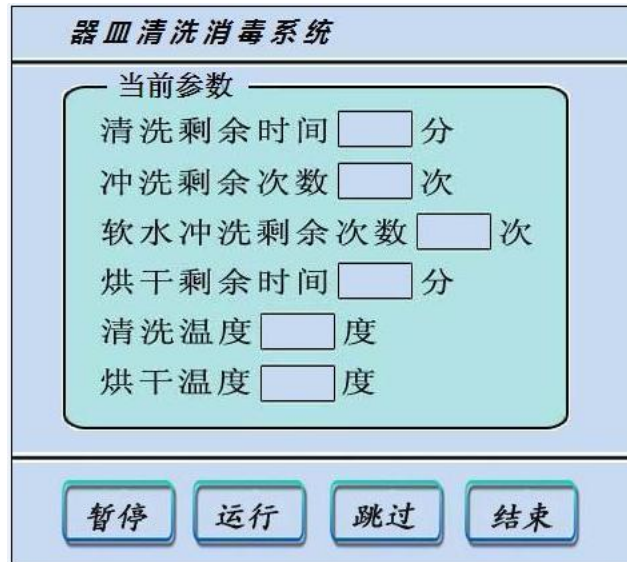 器皿清洗消毒系统
当前参数
清洗剩余时间 分
冲洗剩余次数 次
软水冲洗剩余次数 次
烘干剩余时间 分
清洗温度 度
烘干温度 度
暂停 运行 跳过 结束